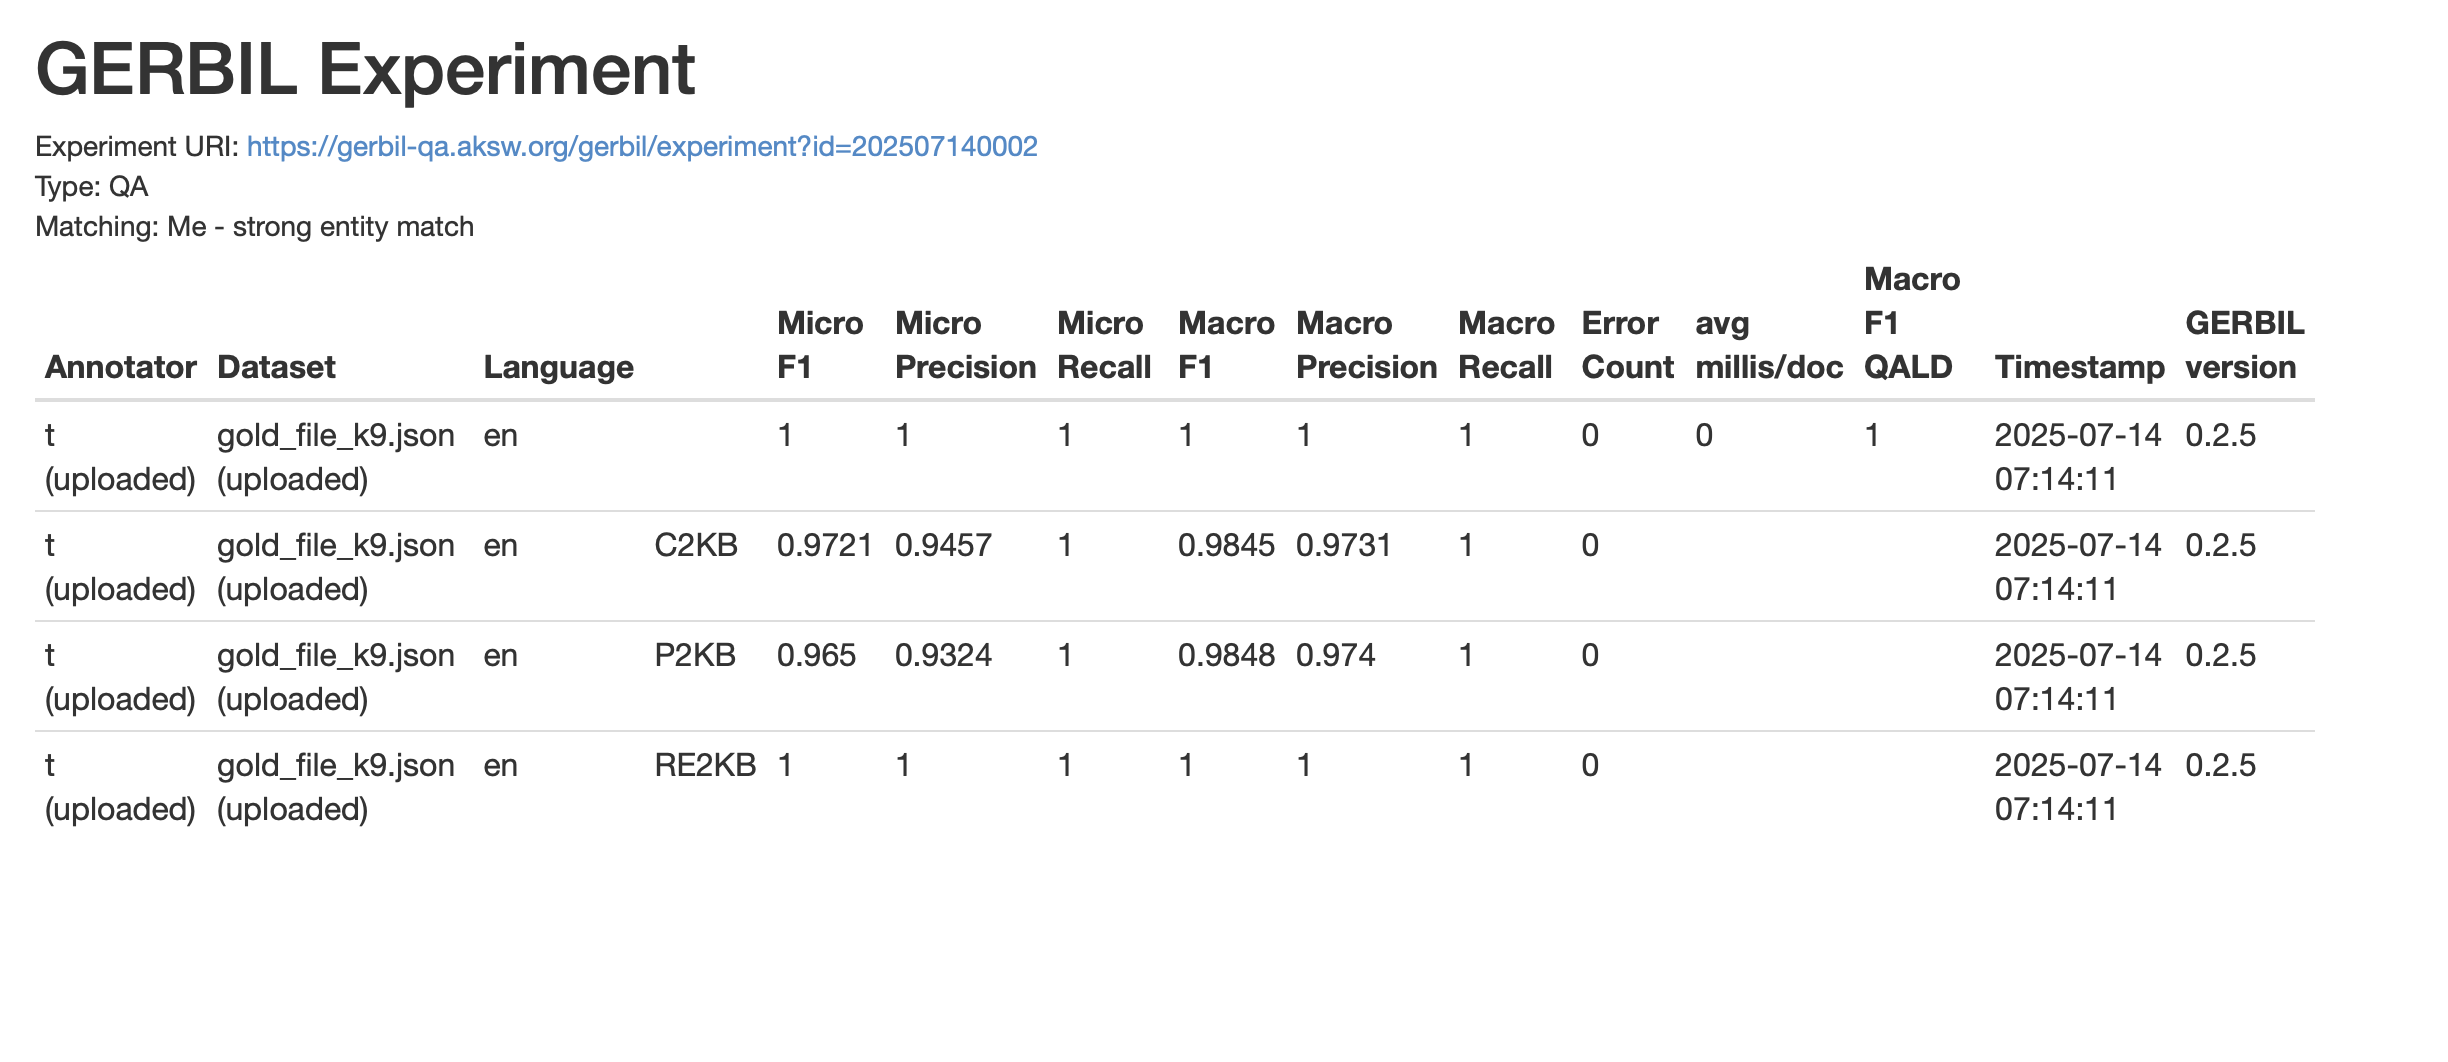 GERBIL Experiment
Experiment URI: https://gerbil-qa.aksw.org/gerbil/experiment?id=202507140002
Type: QA
Matching: Me - strong entity match
Macro
Micro Micro Micro Macro Macro Macro Error avg F1 GERBIL
Annotator Dataset Language F1 Precision Recall F1 Precision Recall Count millis/doc QALD Timestamp version
t gold_file_k9.json en 1 1 1 1 1 1 0 0 1 2025-07-14 0.2.5
(uploaded) (uploaded) 07:14:11
t gold_file_k9.json en C2KB 0.9721 0.9457 1 0.9845 0.9731 1 0 2025-07-14 0.2.5
(uploaded) (uploaded) 07:14:11
t gold_file_k9.json en P2KB 0.965 0.9324 1 0.9848 0.974 1 0 2025-07-14 0.2.5
(uploaded) (uploaded) 07:14:11
t gold_file_k9.json en RE2KB 1 1 1 1 1 1 0 2025-07-14 0.2.5
(uploaded) (uploaded) 07:14:11